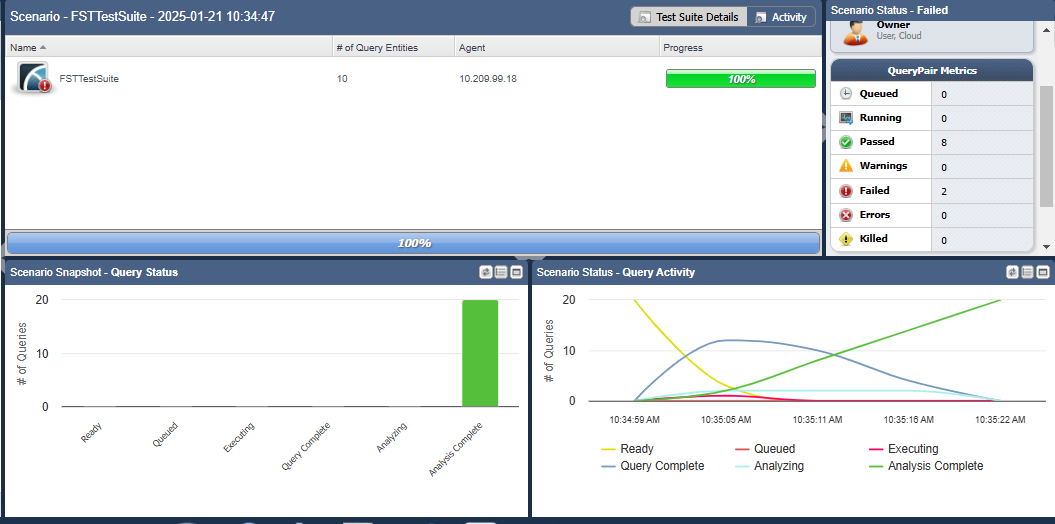 Scenario - FSTTestSuite - 2025-01-21 10:34:47
Test Suite Details
Activity
Name
# of Query Entities
Agent
Progress
FSTTestSuite
10
10.209.99.18
100%
100%
Scenario Status - Failed
Owner
User, Cloud
QueryPair Metrics
Queued 0
Running 0
Passed 8
Warnings 0
Failed 2
Errors 0
Killed 0
Scenario Snapshot - Query Status
# of Queries
20
10
0
Ready
Queued
Executing
Query Complete
Analyzing
Analysis Complete
Scenario Status - Query Activity
# of Queries
20
10
0
10:34:59 AM
10:35:05 AM
10:35:11 AM
10:35:16 AM
10:35:22 AM
Ready
Queued
Executing
Query Complete
Analyzing
Analysis Complete